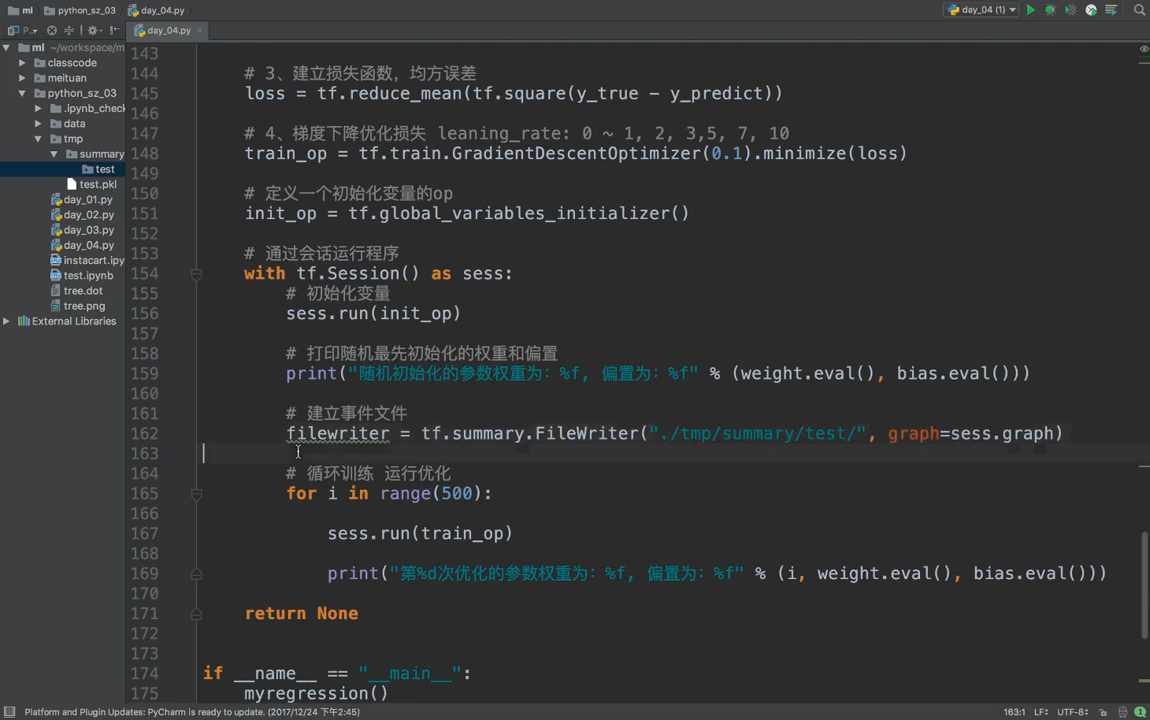 ml
python_sz_03
day_04.py
day_04 (1)
P..
day_04.py
ml ~/workspace/m
classcode
meituan
python_sz_03
.ipynb_check
data
tmp
summary
test
test.pkl
day_01.py
day_02.py
day_03.py
day_04.py
instacart.ipy
test.ipynb
tree.dot
tree.png
External Libraries
143
144 # 3、建立损失函数, 均方误差
145 loss = tf.reduce_mean(tf.square(y_true - y_predict))
146
147 # 4、梯度下降优化损失 leaning_rate: 0 ~ 1, 2, 3,5, 7, 10
148 train_op = tf.train.GradientDescentOptimizer(0.1).minimize(loss)
149
150 # 定义一个初始化变量的op
151 init_op = tf.global_variables_initializer()
152
153 # 通过会话运行程序
154 with tf.Session() as sess:
155 # 初始化变量
156 sess.run(init_op)
157
158 # 打印随机最先初始化的权重和偏置
159 print("随机初始化的参数权重为: %f, 偏置为: %f" % (weight.eval(), bias.eval()))
160
161 # 建立事件文件
162 filewriter = tf.summary.FileWriter("./tmp/summary/test/", graph=sess.graph)
163
164 # 循环训练 运行优化
165 for i in range(500):
166
167 sess.run(train_op)
168
169 print("第%d次优化的参数权重为: %f, 偏置为: %f" % (i, weight.eval(), bias.eval()))
170
171 return None
172
173
174 if __name__ == "__main__":
175 myregression()
Platform and Plugin Updates: PyCharm is ready to update. (2017/12/24 下午2:45)
163:1 LF÷ UTF-8÷
1